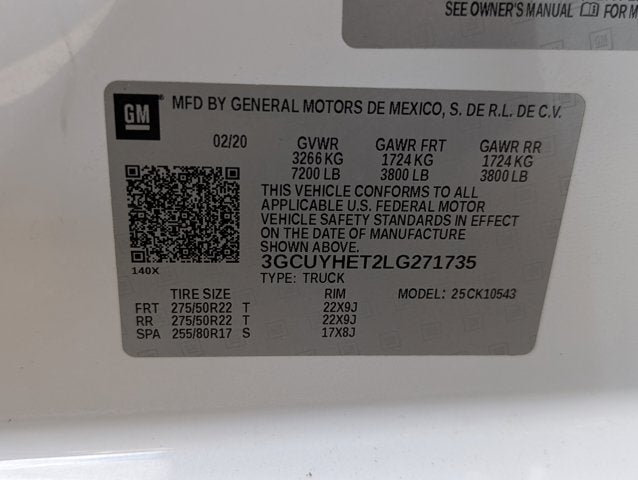 SEE OWNER'S MANUAL FOR M
GM MFD BY GENERAL MOTORS DE MEXICO, S. DE R.L. DE C.V.
02/20 GVWR GAWR FRT GAWR RR
3266 KG 1724 KG 1724 KG
7200 LB 3800 LB 3800 LB
THIS VEHICLE CONFORMS TO ALL
APPLICABLE U.S. FEDERAL MOTOR
VEHICLE SAFETY STANDARDS IN EFFECT
ON THE DATE OF MANUFACTURE
SHOWN ABOVE.
3GCUYHET2LG271735
140X
TYPE: TRUCK
TIRE SIZE RIM MODEL: 25CK10543
FRT 275/50R22 T 22X9J
RR 275/50R22 T 22X9J
SPA 255/80R17 S 17X8J